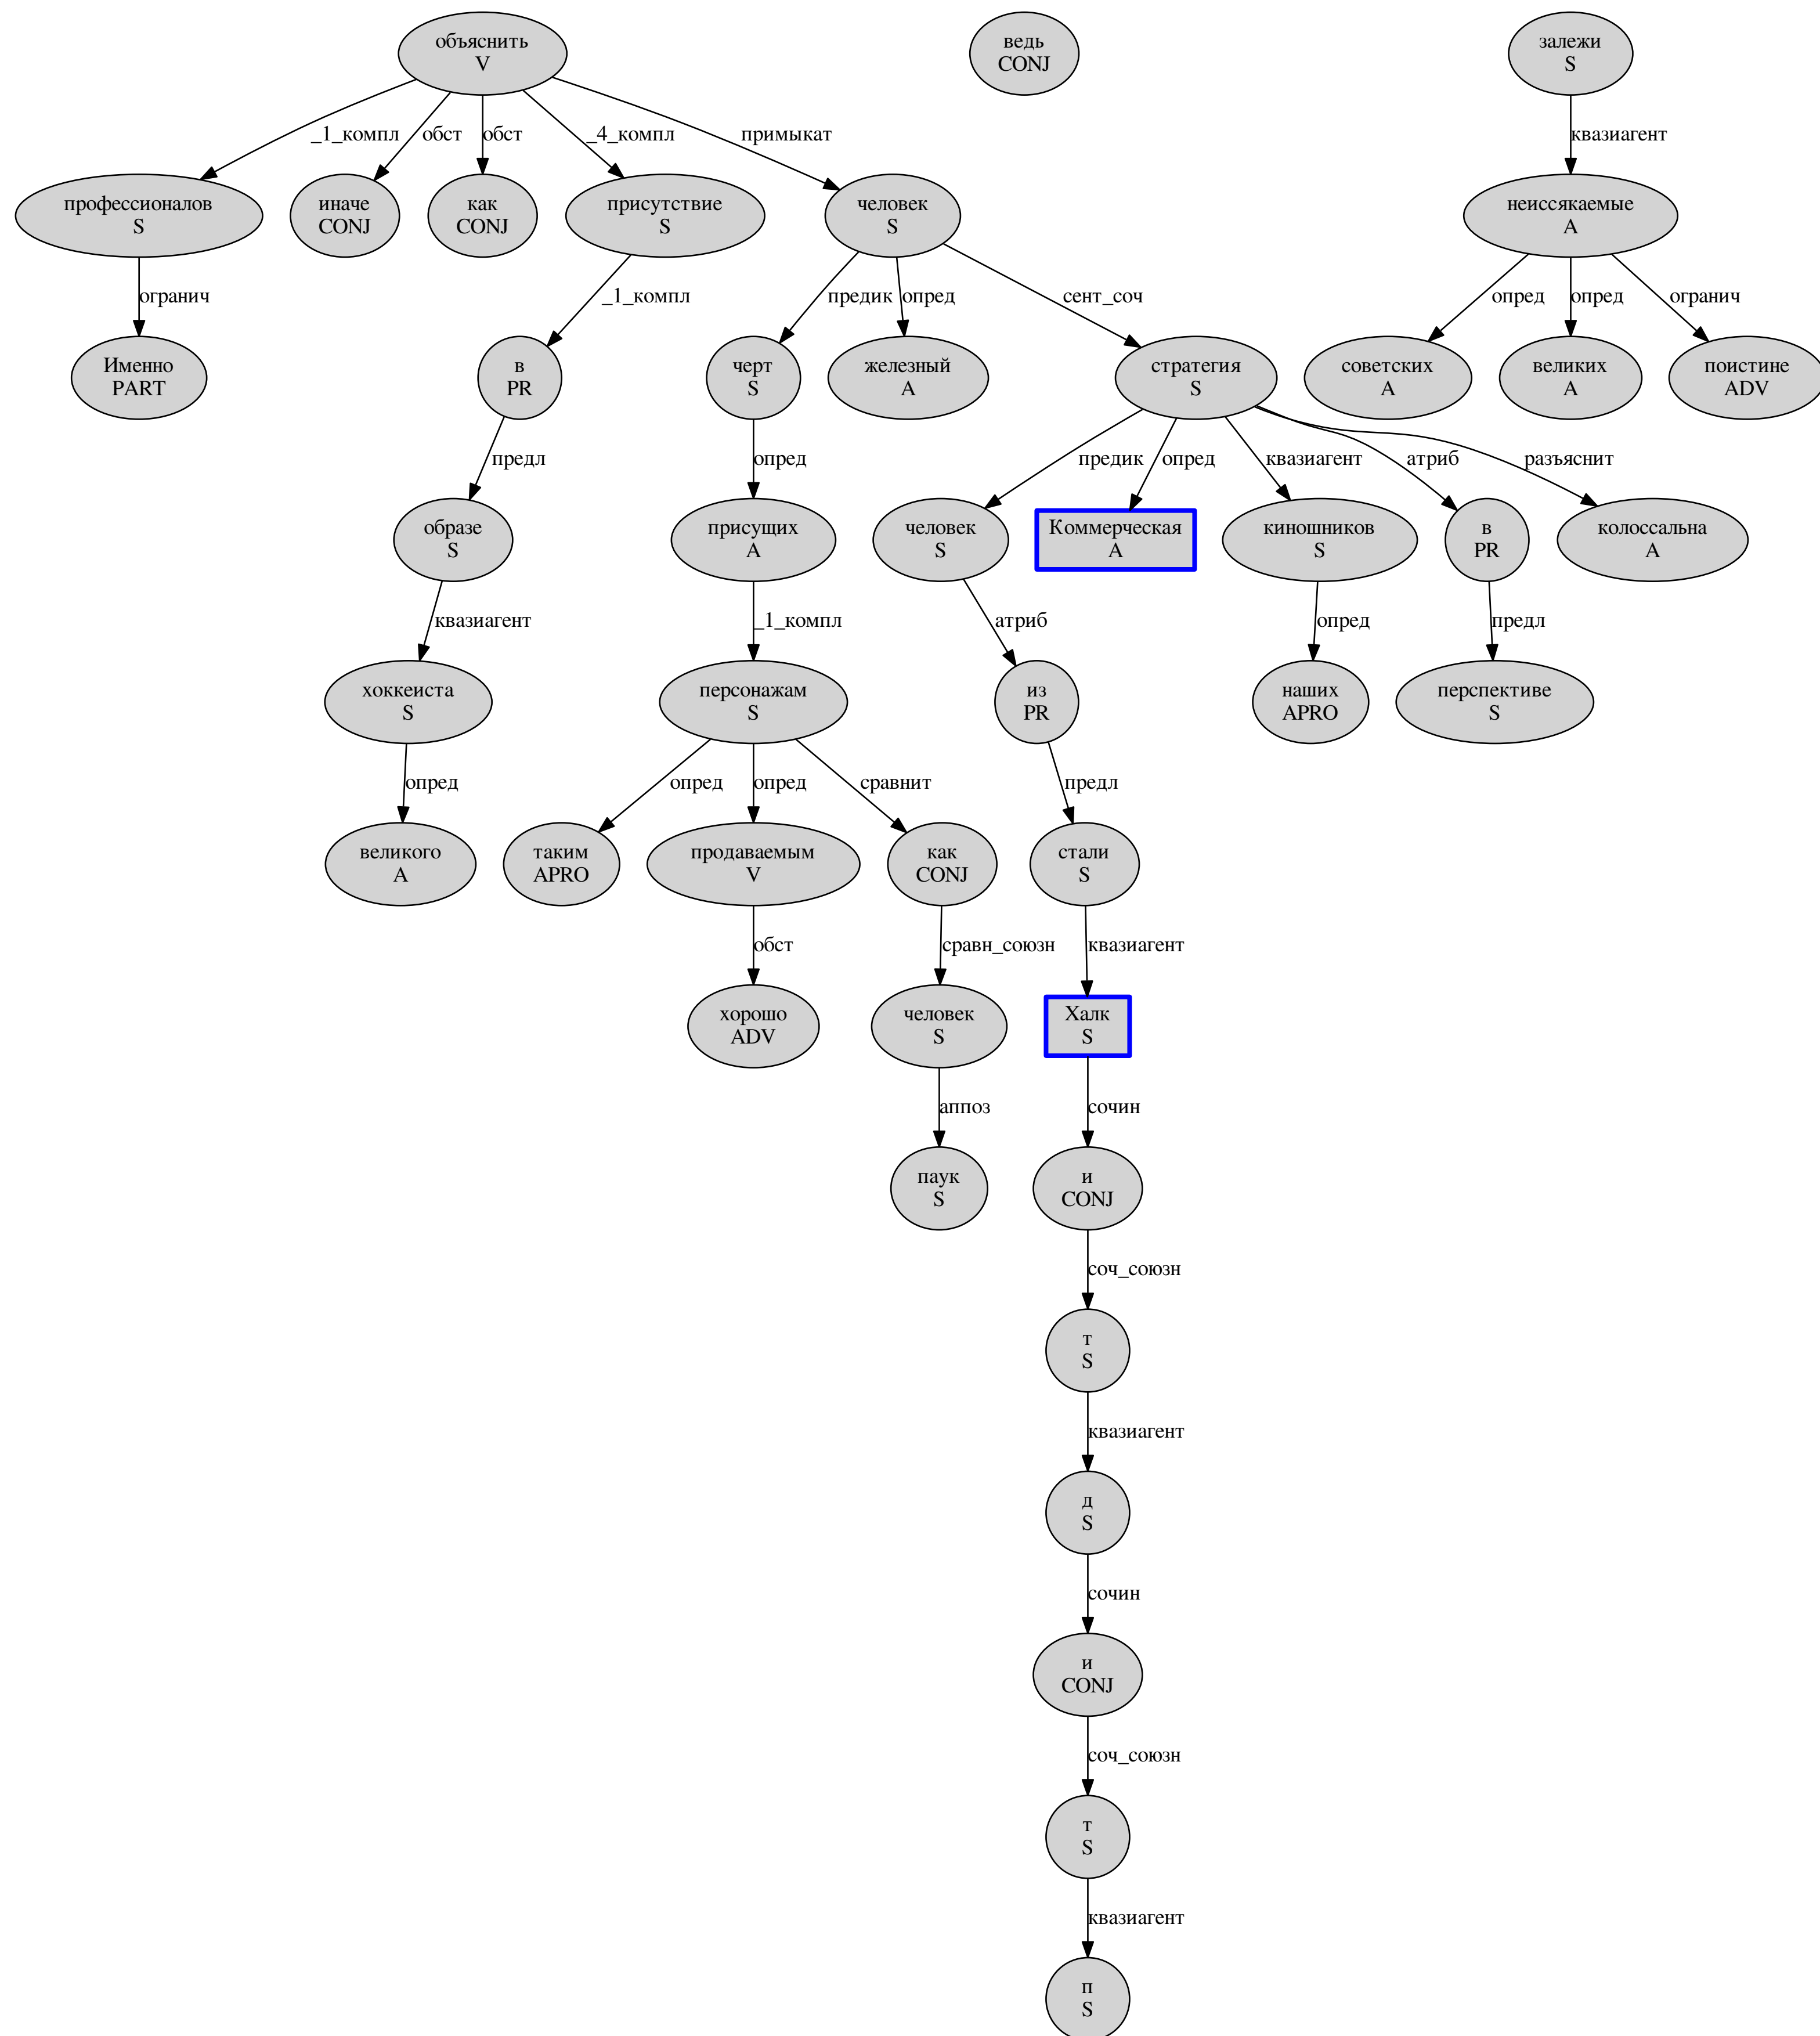 объяснить
V
ведь
CONJ
залежи
S
_1_компл
обст
обст
_4_компл
примыкат
квазиагент
профессионалов
S
иначе
CONJ
как
CONJ
присутствие
S
человек
S
неиссякаемые
A
огранич
_1_компл
предик
опред
сент_соч
опред
опред
огранич
Именно
PART
в
PR
черт
S
железный
A
стратегия
S
советских
A
великих
A
поистине
ADV
предл
опред
предик
опред
квазиагент
атриб
разъяснит
образе
S
присущих
A
человек
S
Коммерческая
A
киношников
S
в
PR
колоссальна
A
квазиагент
_1_компл
атриб
опред
предл
хоккеиста
S
персонажам
S
из
PR
наших
APRO
перспективе
S
опред
опред
опред
сравнит
предл
великого
A
таким
APRO
продаваемым
V
как
CONJ
стали
S
обст
сравн_союзн
квазиагент
хорошо
ADV
человек
S
Халк
S
аппоз
сочин
паук
S
и
CONJ
соч_союзн
т
S
квазиагент
д
S
сочин
и
CONJ
соч_союзн
т
S
квазиагент
п
S